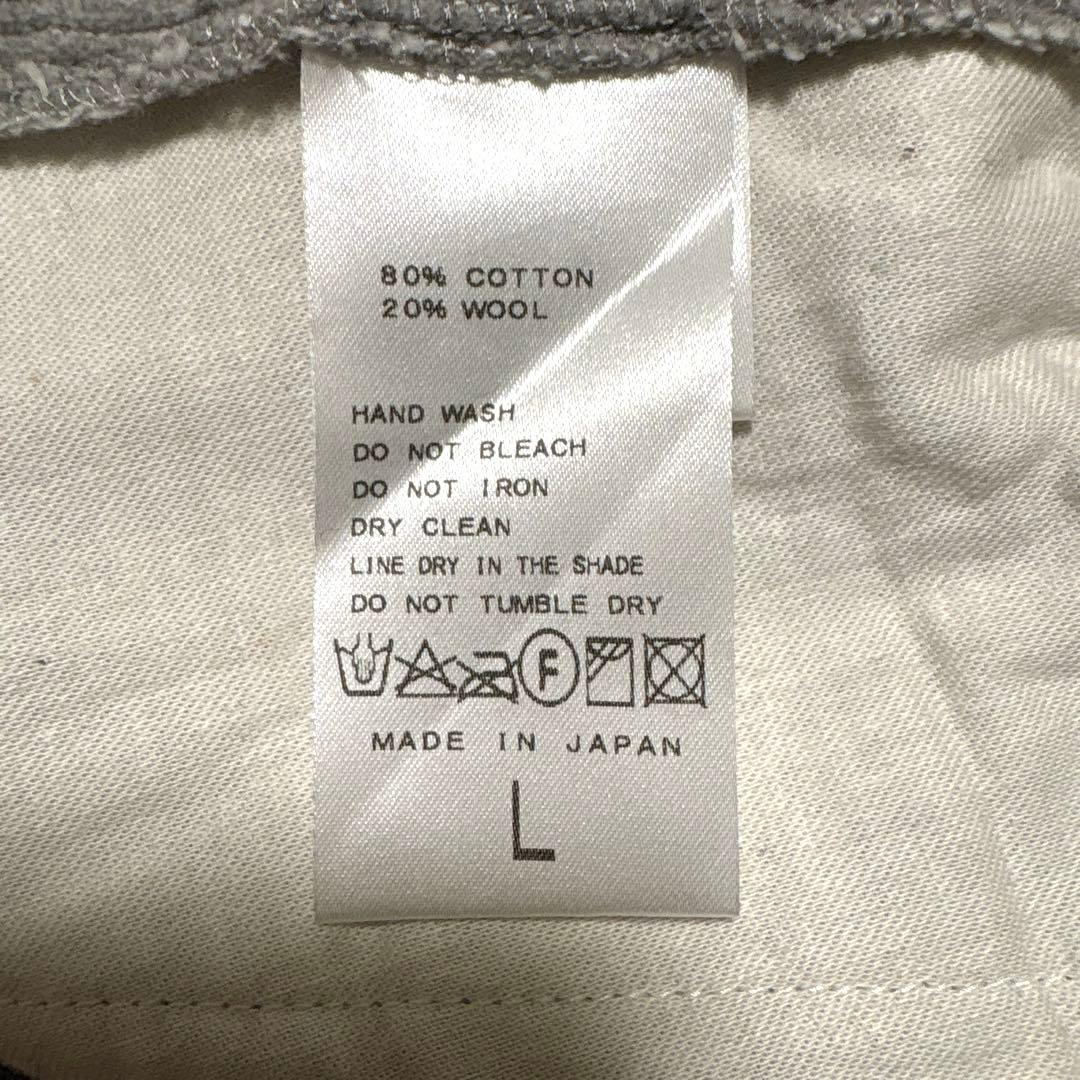 80% COTTON
20% WOOL
HAND WASH
DO NOT BLEACH
DO NOT IRON
DRY CLEAN
LINE DRY IN THE SHADE
DO NOT TUMBLE DRY
F
MADE IN JAPAN
L